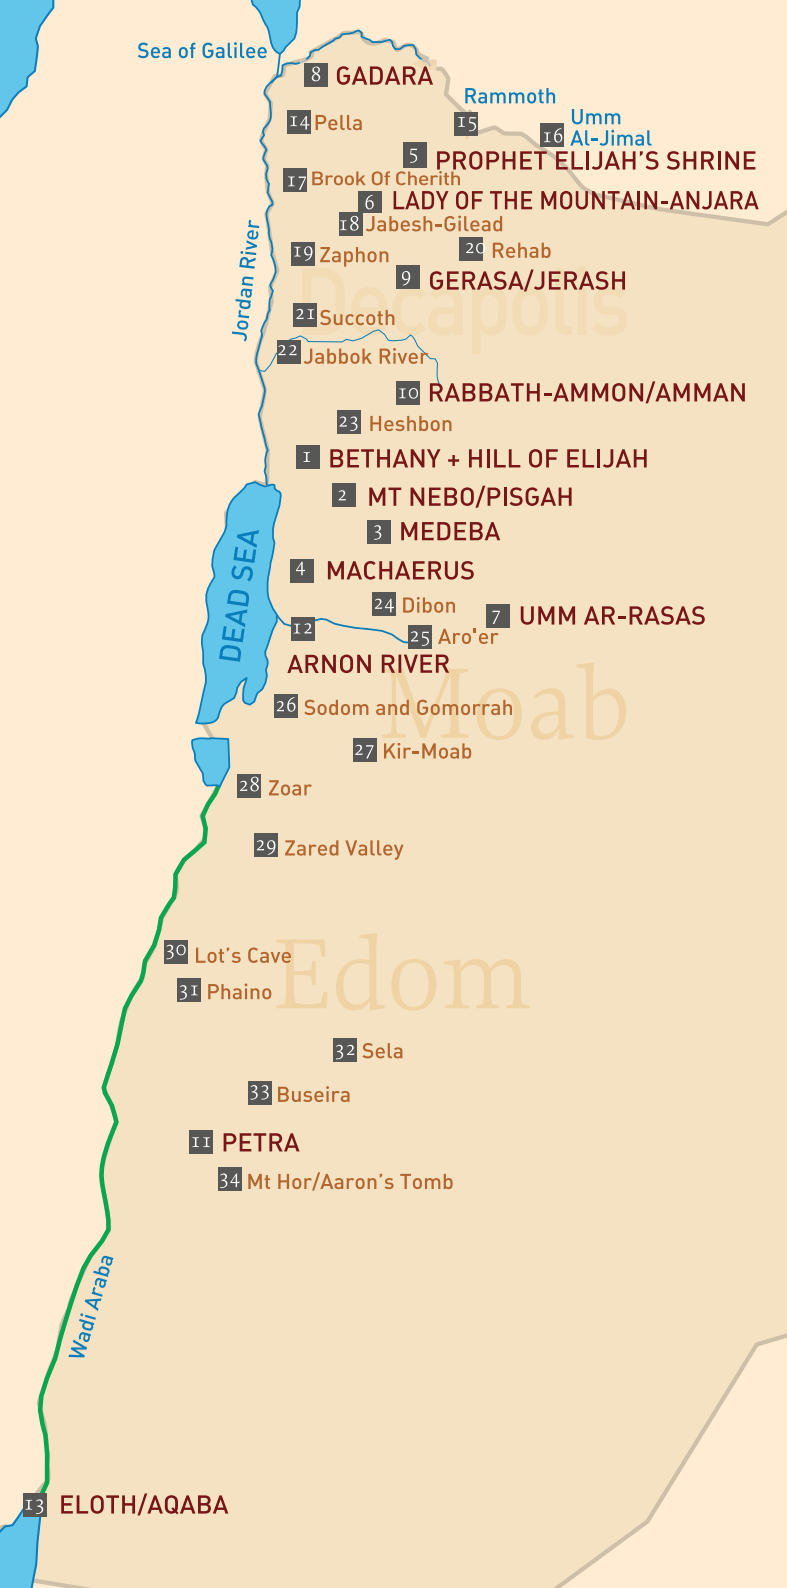 Sea of Galilee
8 GADARA
Rammoth
15
Umm
16 Al-Jimal
14 Pella
5 PROPHET ELIJAH'S SHRINE
17 Brook Of Cherith
6 LADY OF THE MOUNTAIN-ANJARA
18 Jabesh-Gilead
Jordan River
19 Zaphon
20 Rehab
9 GERASA/JERASH
Decapolis
21 Succoth
22 Jabbok River
10 RABBATH-AMMON/AMMAN
23 Heshbon
1 BETHANY + HILL OF ELIJAH
2 MT NEBO/PISGAH
3 MEDEBA
DEAD SEA
4 MACHAERUS
24 Dibon
7 UMM AR-RASAS
12
25 Aro'er
ARNON RIVER
Moab
26 Sodom and Gomorrah
27 Kir-Moab
28 Zoar
29 Zared Valley
30 Lot's Cave
Edom
31 Phaino
32 Sela
33 Buseira
11 PETRA
34 Mt Hor/Aaron's Tomb
Wadi Araba
13 ELOTH/AQABA